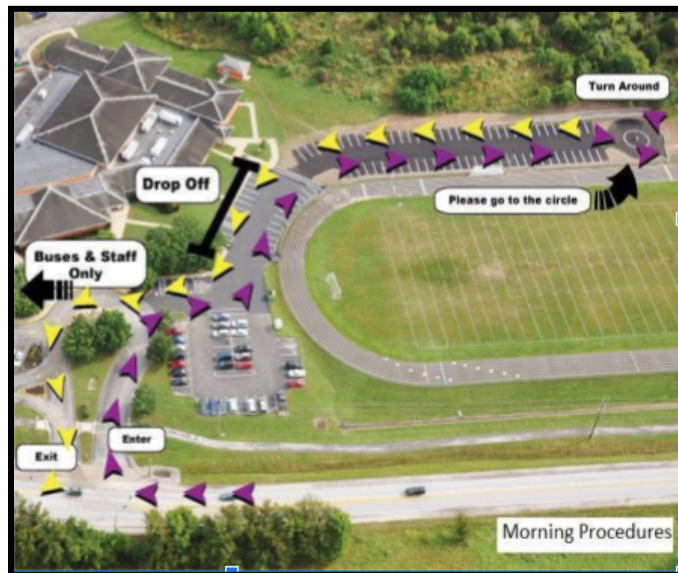 Turn Around
Drop Off
Please go to the circle
Buses & Staff
Only
Enter
Exit
Morning Procedures